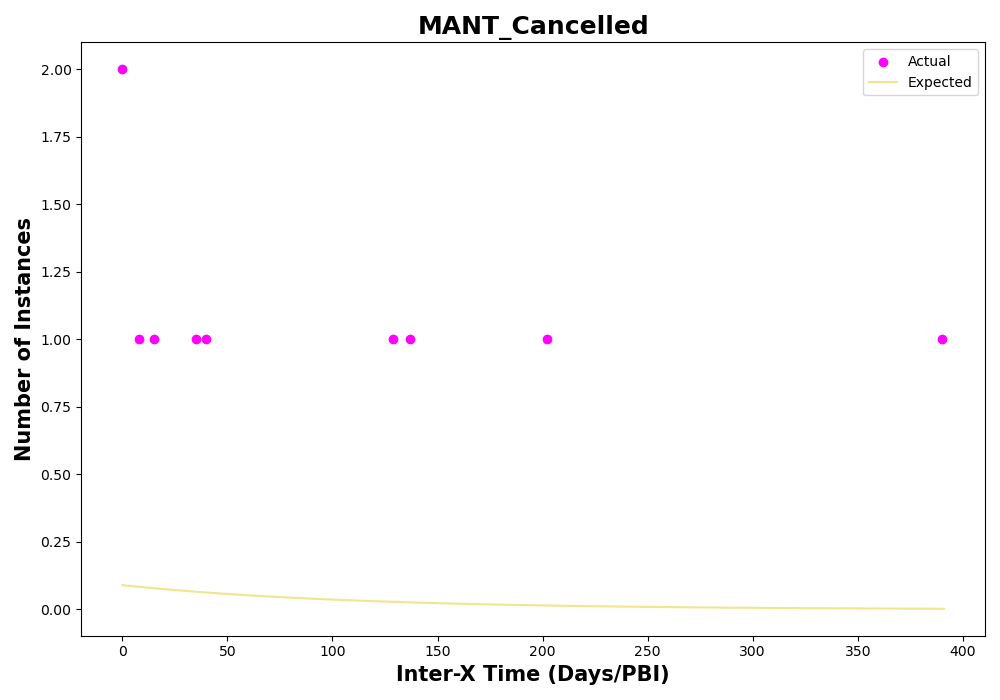 MANT_Cancelled
Actual
Expected
2.00
1.75
1.50
1.25
1.00
0.75
0.50
0.25
0.00
Number of Instances
0 50 100 150 200 250 300 350 400
Inter-X Time (Days/PBI)